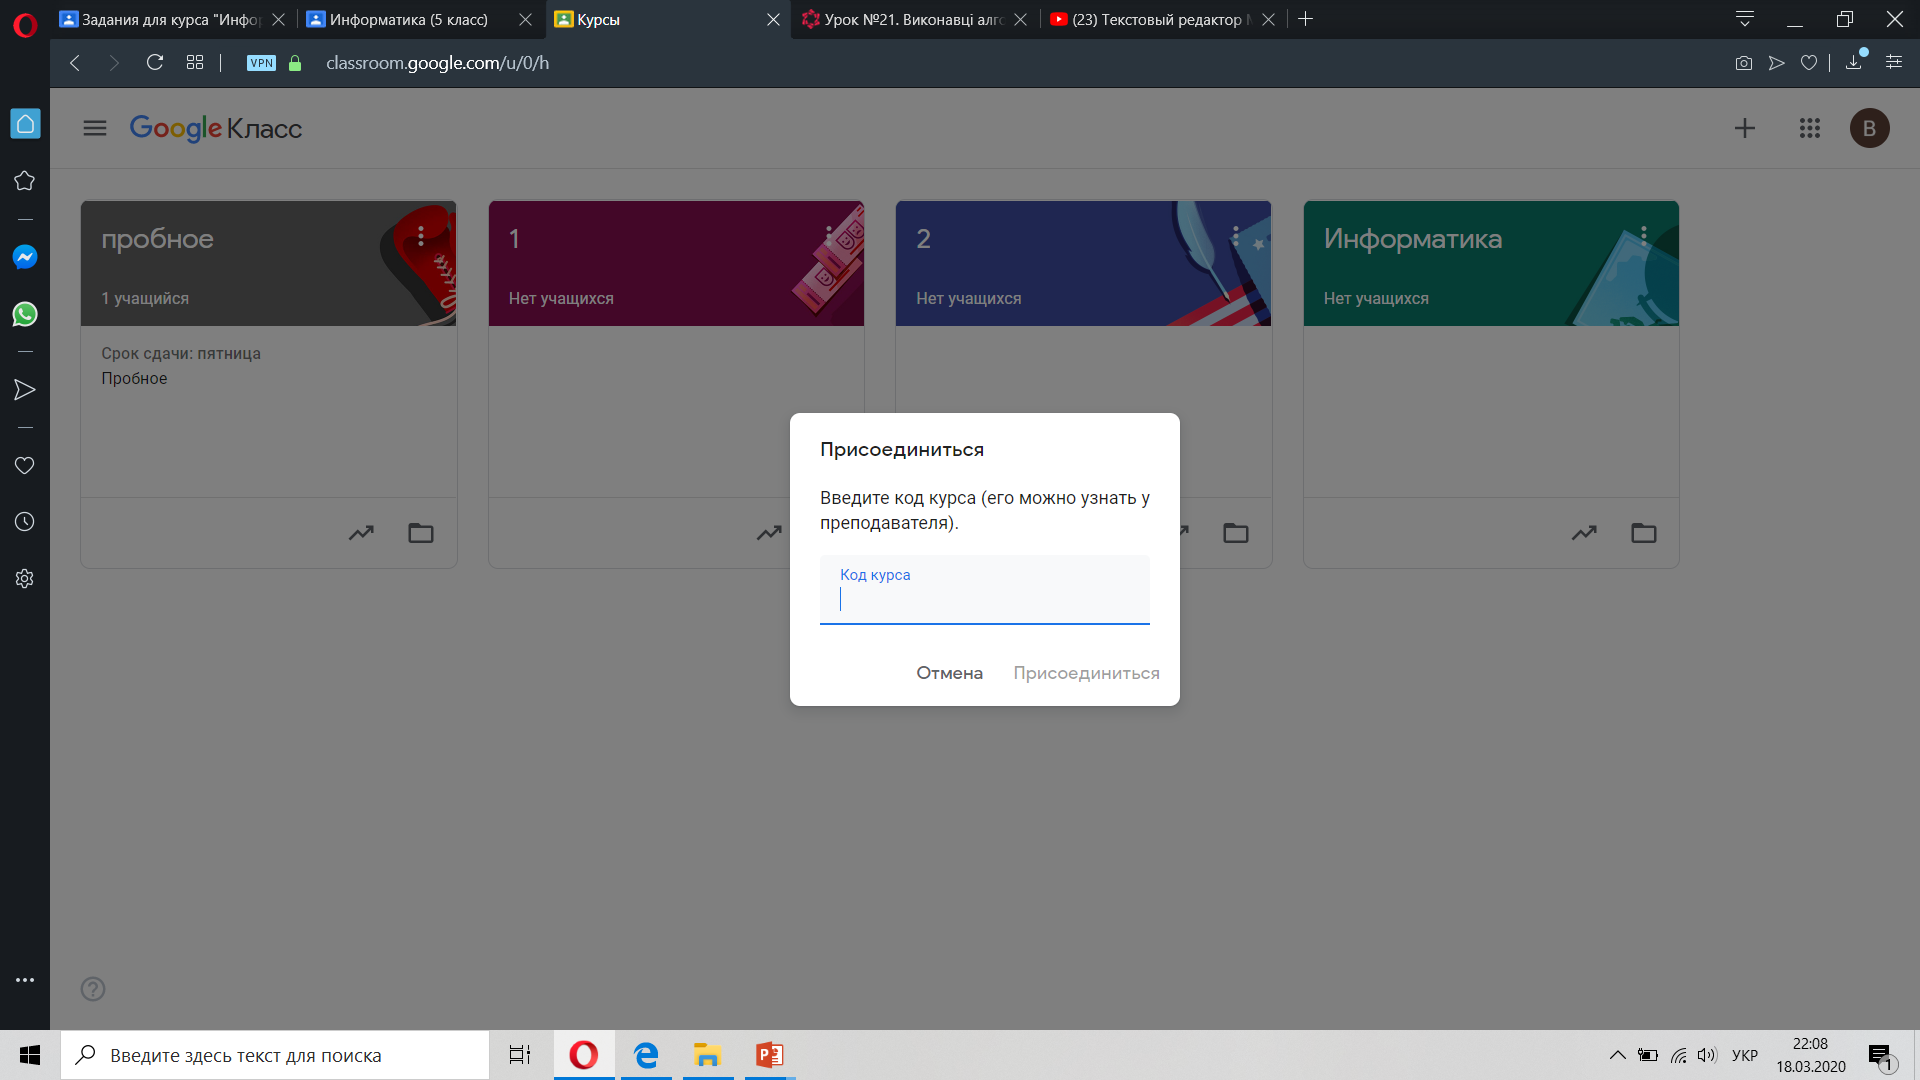 Задания для курса "Инфор
Информатика (5 класс)
Курсы
Урок №21. Виконавці алго
(23) Текстовый редактор
VPN
classroom.google.com/u/0/h
Google Класс
B
пробное
1 учащийся
Срок сдачи: пятница
Пробное
1
Нет учащихся
2
Нет учащихся
Информатика
Нет учащихся
Присоединиться
Введите код курса (его можно узнать у
преподавателя).
Код курса
Отмена
Присоединиться
Введите здесь текст для поиска
УКР
22:08
18.03.2020
1